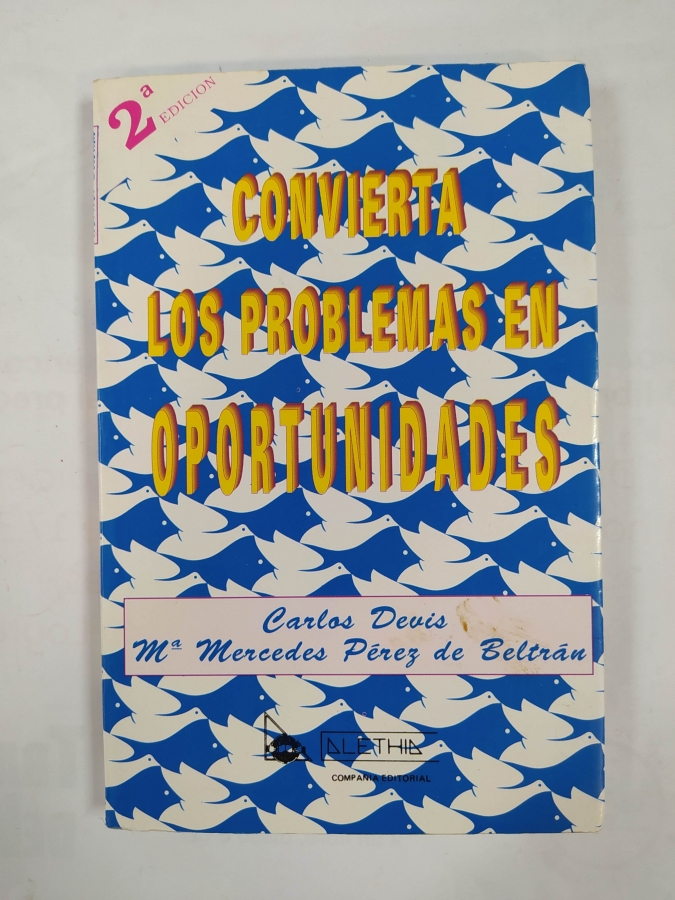 2ª EDICION
CONVIERTA
LOS PROBLEMAS EN
OPORTUNIDADES
Carlos Devis
Mª Mercedes Pérez de Beltrán
ALETHIA
COMPAÑIA EDITORIAL